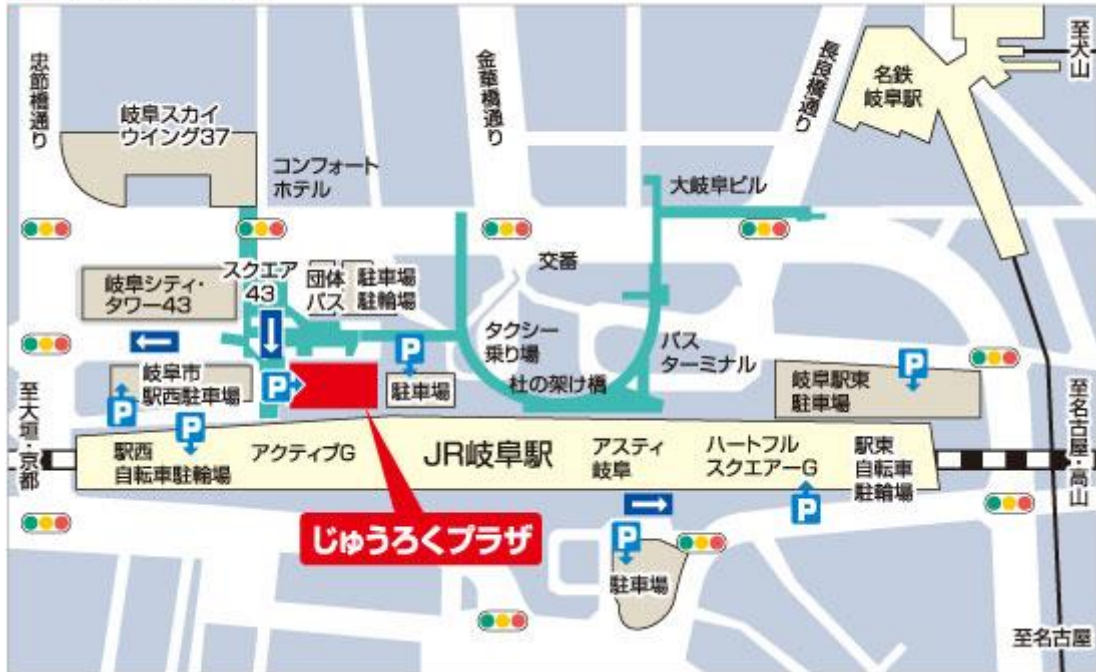 忠節橋通り
金華橋通り
長良橋通り
名鉄
岐阜駅
至犬山
岐阜スカイ
ウイング37
コンフォート
ホテル
大岐阜ビル
岐阜シティ・
タワー43
スクエア
43
団体
バス
駐車場
駐輪場
交番
タクシー
乗り場
バス
ターミナル
杜の架け橋
P
岐阜市
駅西駐車場
P
P
駐車場
岐阜駅東
駐車場
P
至大垣・京都
至名古屋・高山
P
駅西
自転車駐輪場
アクティブG
JR岐阜駅
アスティ
岐阜
ハートフル
スクエアーG
駅東
自転車
駐輪場
P
P
じゅうろくプラザ
駐車場
至名古屋